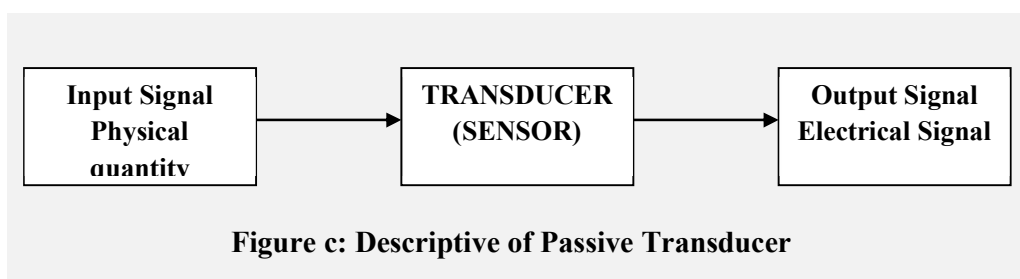 Input Signal
Physical
quantity
TRANSDUCER
(SENSOR)
Output Signal
Electrical Signal
Figure c: Descriptive of Passive Transducer